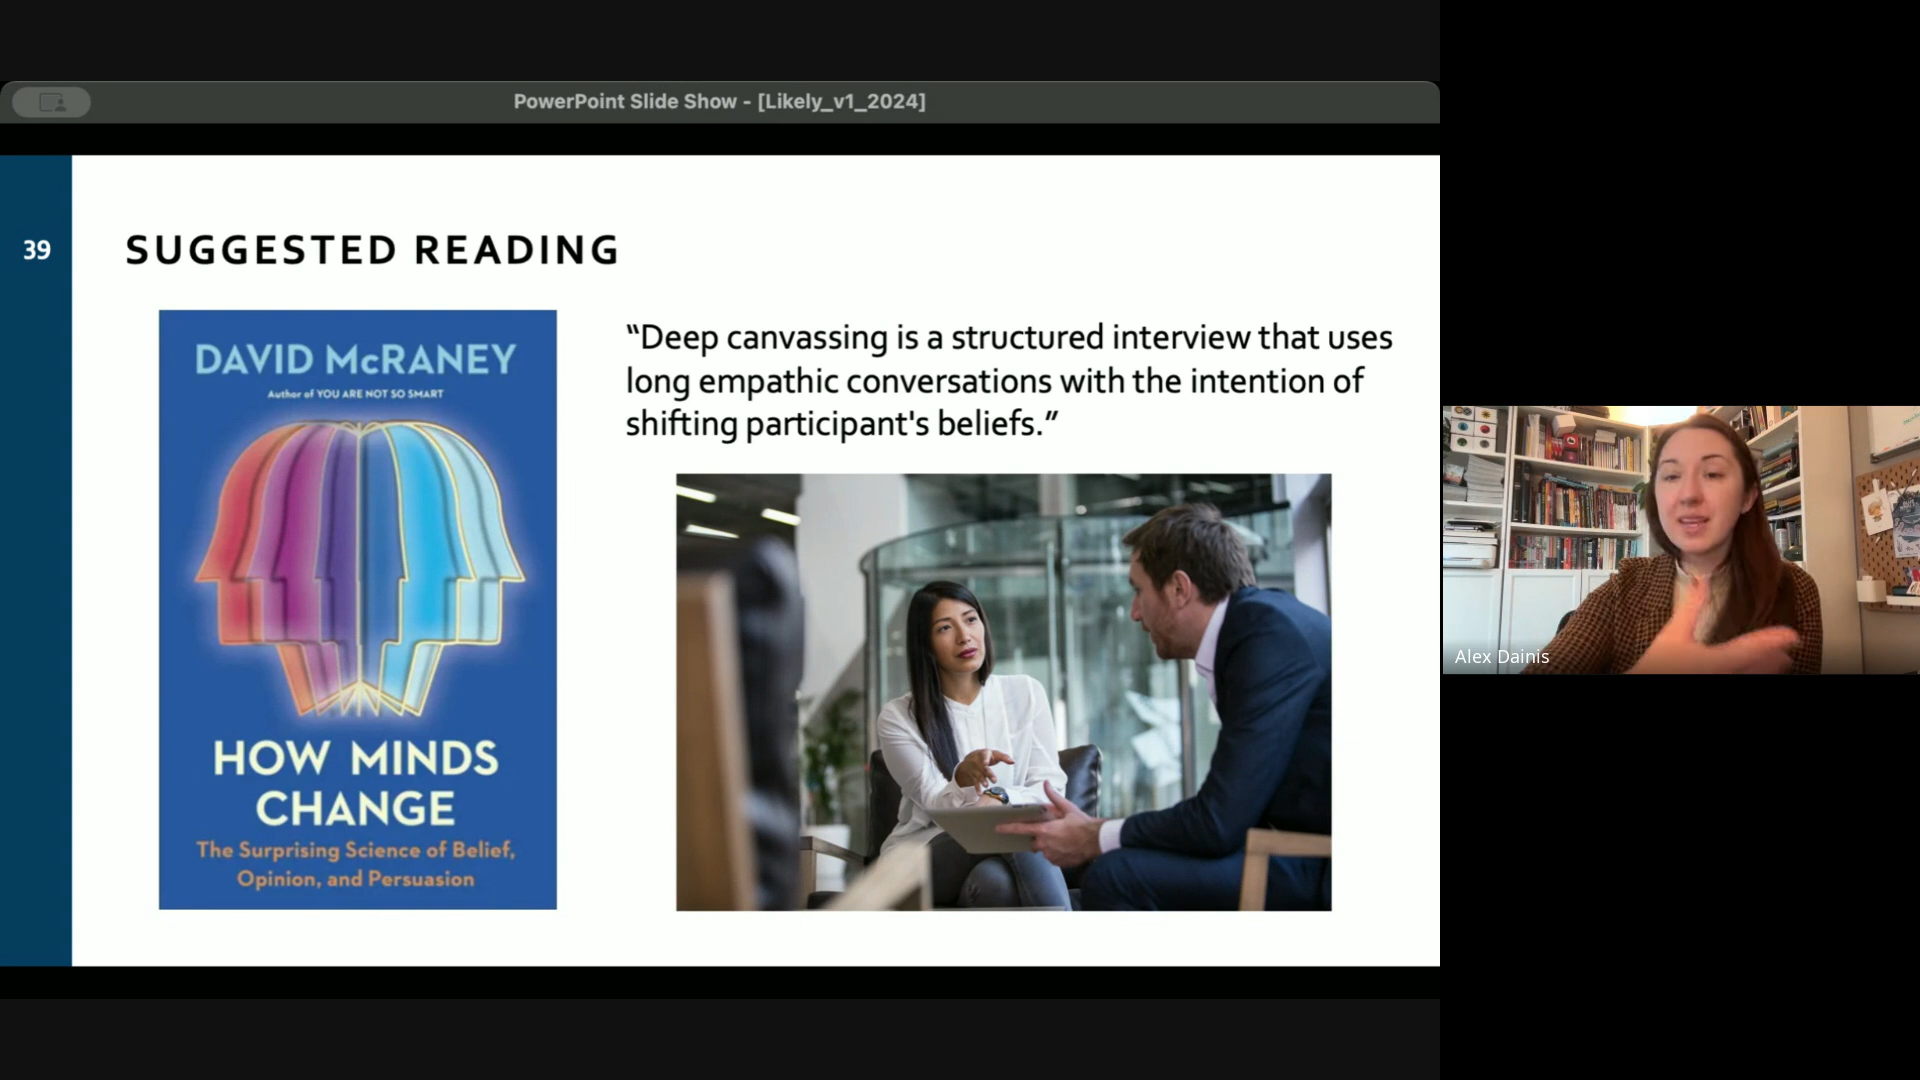 PowerPoint Slide Show - [Likely_v1_2024]
39
SUGGESTED READING
DAVID McRANEY
Author of YOU ARE NOT SO SMART
HOW MINDS
CHANGE
The Surprising Science of Belief,
Opinion, and Persuasion
“Deep canvassing is a structured interview that uses
long empathic conversations with the intention of
shifting participant's beliefs.”
Alex Dainis